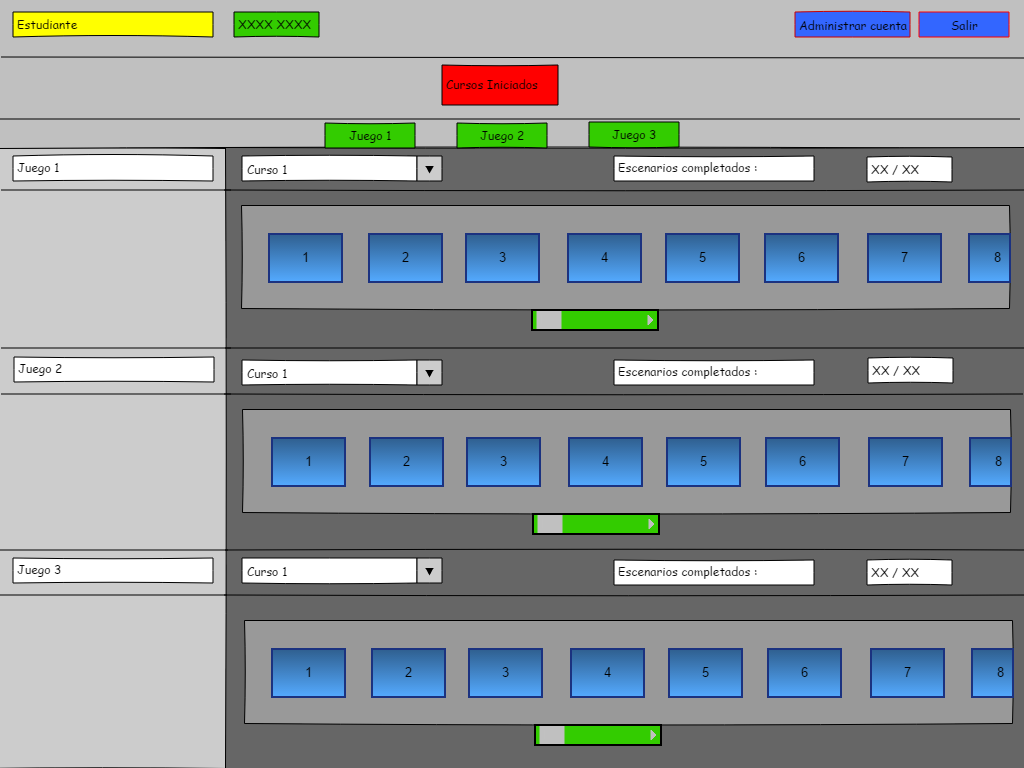 Estudiante
XXXX XXXX
Administrar cuenta
Salir
Cursos Iniciados
Juego 1
Juego 2
Juego 3
Juego 1
Curso 1
Escenarios completados :
XX / XX
1 2 3 4 5 6 7 8
Juego 2
Curso 1
Escenarios completados :
XX / XX
1 2 3 4 5 6 7 8
Juego 3
Curso 1
Escenarios completados :
XX / XX
1 2 3 4 5 6 7 8